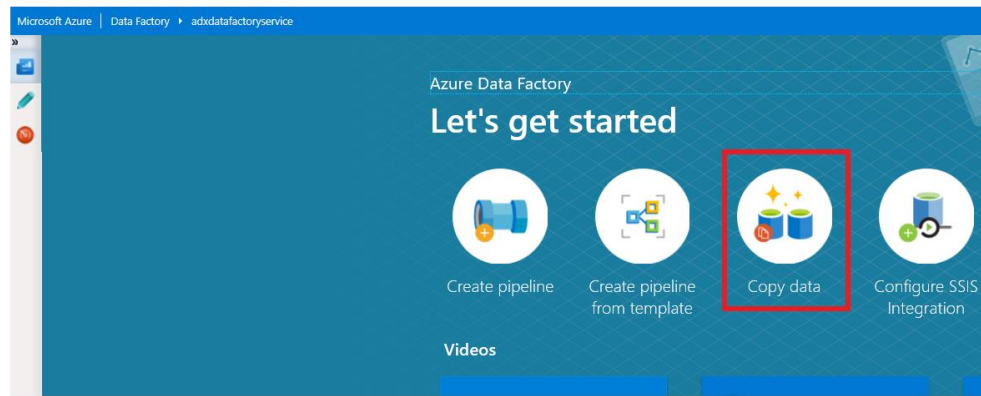 Microsoft Azure | Data Factory ▸ adxdatafactoryservice
»
Azure Data Factory
Let's get started
Create pipeline
Create pipeline
from template
Copy data
Configure SSIS
Integration
Videos